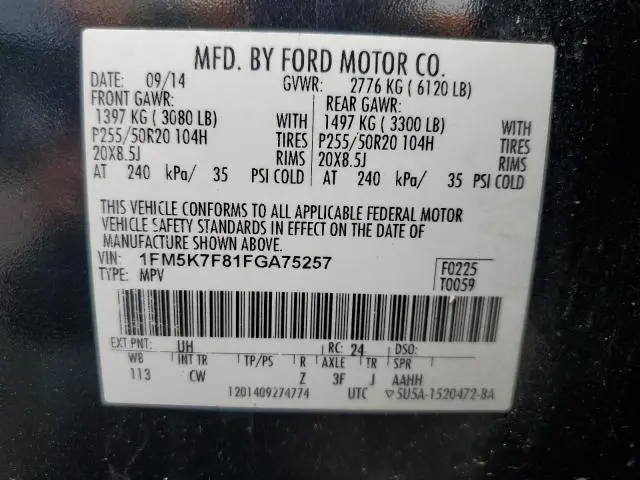 MFD. BY FORD MOTOR CO.
DATE: 09/14 GVWR: 2776 KG ( 6120 LB)
FRONT GAWR: REAR GAWR:
1397 KG ( 3080 LB) WITH 1497 KG ( 3300 LB) WITH
P255/50R20 104H TIRES P255/50R20 104H TIRES
20X8.5J RIMS 20X8.5J RIMS
AT 240 kPa/ 35 PSI COLD AT 240 kPa/ 35 PSI COLD
THIS VEHICLE CONFORMS TO ALL APPLICABLE FEDERAL MOTOR
VEHICLE SAFETY STANDARDS IN EFFECT ON THE DATE OF
MANUFACTURE SHOWN ABOVE.
VIN: 1FM5K7F81FGA75257 F0225
TYPE: MPV T0059
EXT PNT: UH RC: 24 DSO:
WB INT TR TP/PS R AXLE TR SPR
113 CW Z 3F J AAHH
1201409274774 UTC ▽5U5A-1520472-BA